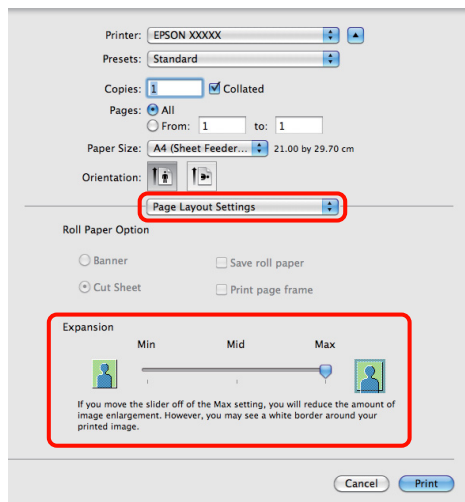 Printer: EPSON XXXXX
Presets: Standard
Copies: 1 Collated
Pages: All
From: 1 to: 1
Paper Size: A4 (Sheet Feeder... 21.00 by 29.70 cm
Orientation:
Page Layout Settings
Roll Paper Option
Banner Save roll paper
Cut Sheet Print page frame
Expansion
Min Mid Max
If you move the slider off of the Max setting, you will reduce the amount of
image enlargement. However, you may see a white border around your
printed image.
Cancel Print